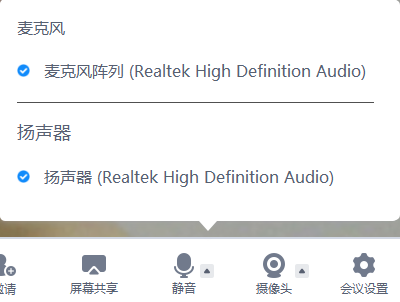 麦克风
麦克风阵列 (Realtek High Definition Audio)
扬声器
扬声器 (Realtek High Definition Audio)
邀请 屏幕共享 静音 摄像头 会议设置